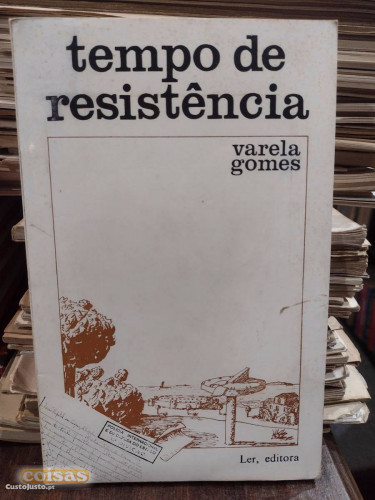 tempo de
resistência
varela
gomes
Ler, editora
coisas
CustoJusto.pt